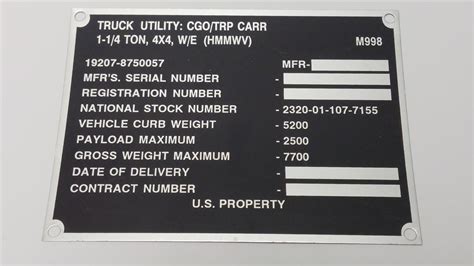 TRUCK UTILITY: CGO/TRP CARR
1-1/4 TON, 4X4, W/E (HMMWV) M998
19207-8750057 MFR-
MFR'S. SERIAL NUMBER -
REGISTRATION NUMBER -
NATIONAL STOCK NUMBER - 2320-01-107-7155
VEHICLE CURB WEIGHT - 5200
PAYLOAD MAXIMUM - 2500
GROSS WEIGHT MAXIMUM - 7700
DATE OF DELIVERY -
CONTRACT NUMBER -
U.S. PROPERTY